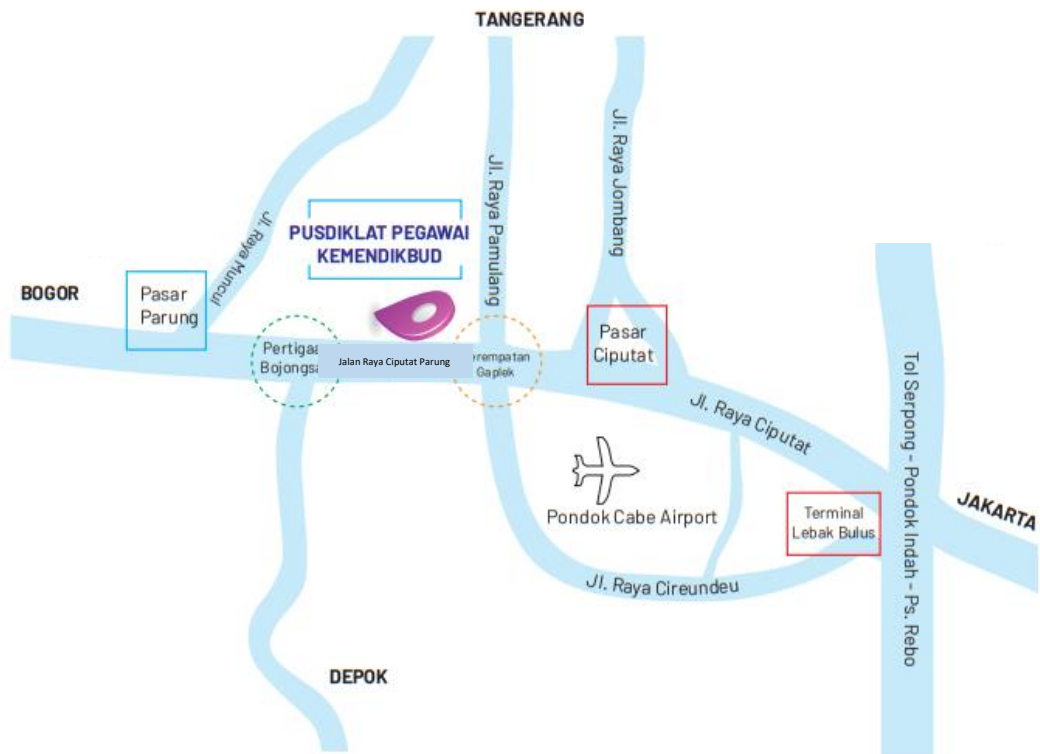 TANGERANG
Jl. Raya Muncul
Jl. Raya Pamulang
Jl. Raya Jombang
PUSDIKLAT PEGAWAI
KEMENDIKBUD
BOGOR
Pasar
Parung
Jalan Raya Ciputat Parung
Gaplek
Pasar
Ciputat
Jl. Raya Ciputat
Tol Serpong - Pondok Indah - Ps. Rebo
JAKARTA
Pondok Cabe Airport
Terminal
Lebak Bulus
Jl. Raya Cireundeu
DEPOK